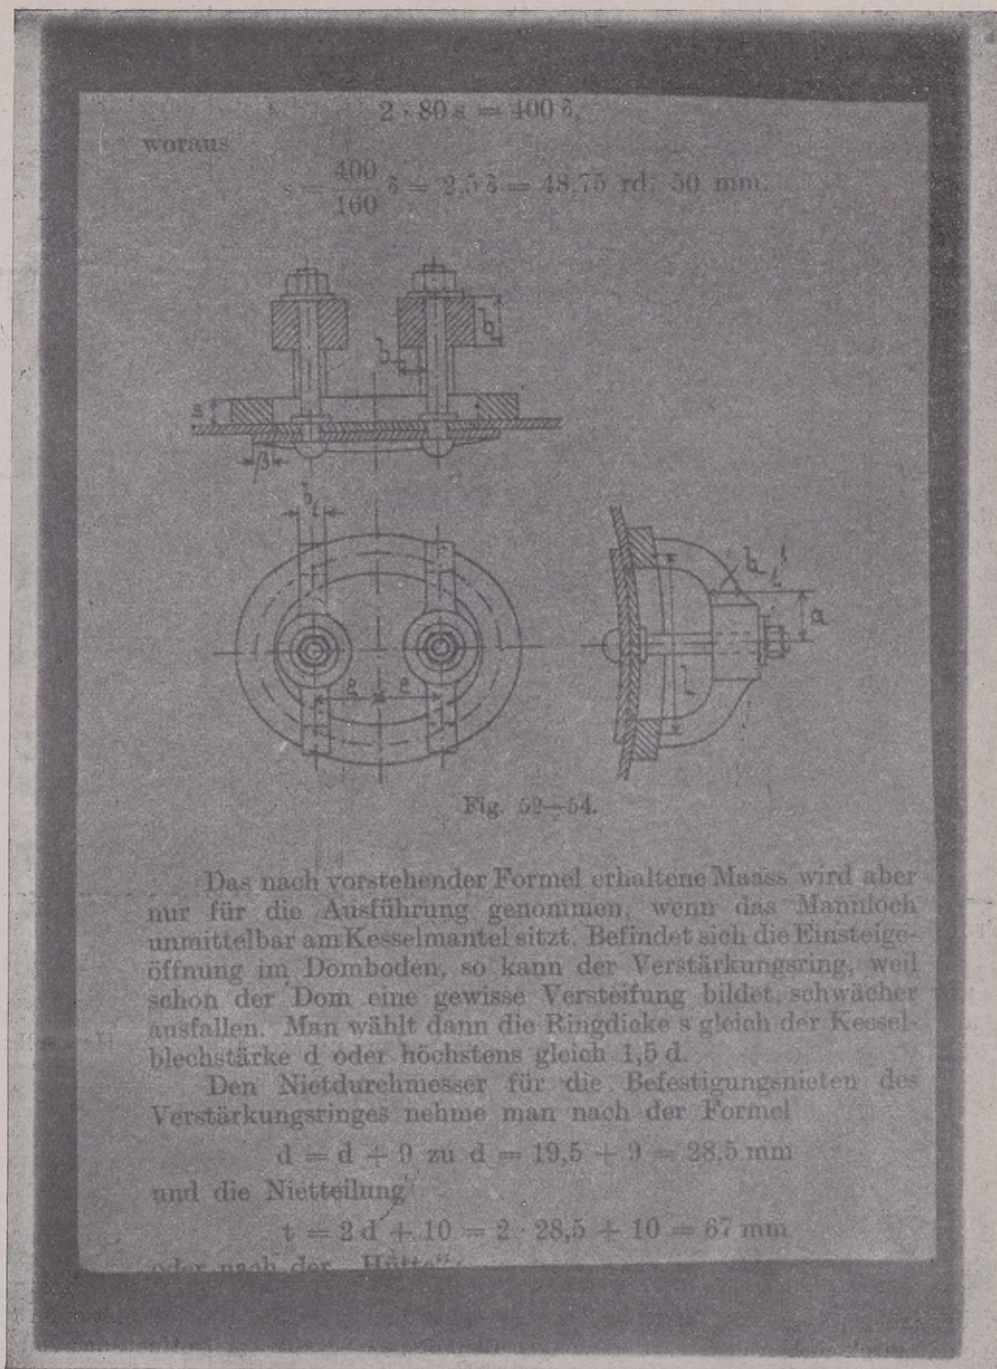 2 · 80 s = 400 δ,
woraus
s = 400/160 δ = 2,5 δ = 48,75 rd. 50 mm.
h
b
s
β
b
e e
b
a
l
Fig. 52—54.
Das nach vorstehender Formel erhaltene Maass wird aber
nur für die Ausführung genommen, wenn das Mannloch
unmittelbar am Kesselmantel sitzt. Befindet sich die Einsteige-
öffnung im Domboden, so kann der Verstärkungsring, weil
schon der Dom eine gewisse Versteifung bildet, schwächer
ausfallen. Man wählt dann die Ringdicke s gleich der Kessel-
blechstärke d oder höchstens gleich 1,5 d.
Den Nietdurchmesser für die Befestigungsnieten des
Verstärkungsringes nehme man nach der Formel
d = d + 9 zu d = 19,5 + 9 = 28,5 mm
und die Nietteilung
t = 2 d + 10 = 2 · 28,5 + 10 = 67 mm
oder nach der „Hütte“: